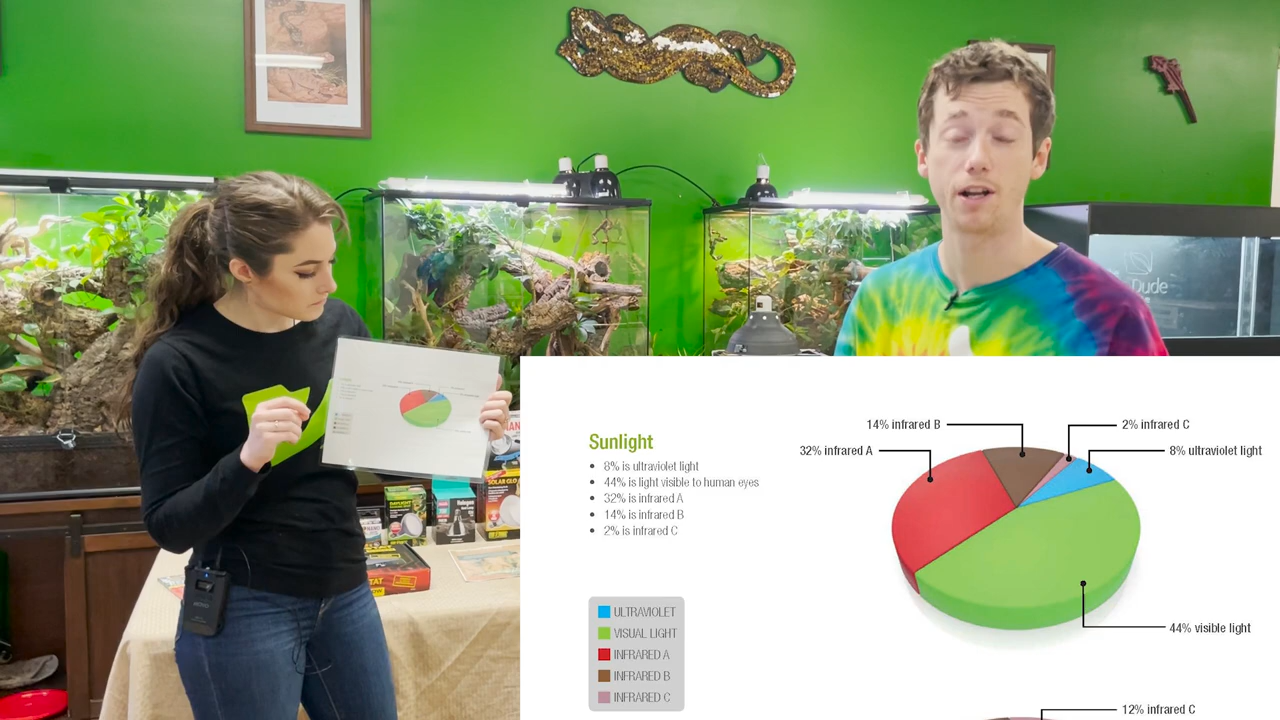 Dude
14% infrared B
2% infrared C
32% infrared A
8% ultraviolet light
Sunlight
• 8% is ultraviolet light
• 44% is light visible to human eyes
• 32% is infrared A
• 14% is infrared B
• 2% is infrared C
ULTRAVIOLET
VISUAL LIGHT
INFRARED A
INFRARED B
INFRARED C
44% visible light
12% infrared C
SOLAR GLO